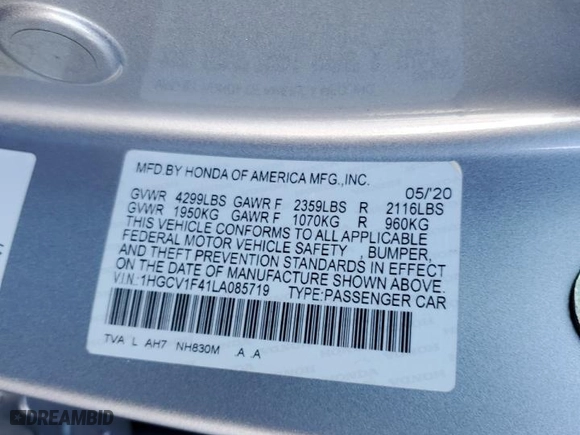 MFD.BY HONDA OF AMERICA MFG.,INC. 05/'20
GVWR 4299LBS GAWR F 2359LBS R 2116LBS
GVWR 1950KG GAWR F 1070KG R 960KG
THIS VEHICLE CONFORMS TO ALL APPLICABLE
FEDERAL MOTOR VEHICLE SAFETY , BUMPER,
AND THEFT PREVENTION STANDARDS IN EFFECT
ON THE DATE OF MANUFACTURE SHOWN ABOVE.
VIN.:1HGCV1F41LA085719 TYPE:PASSENGER CAR
TVA L AH7 NH830M .A .A
DREAMBID